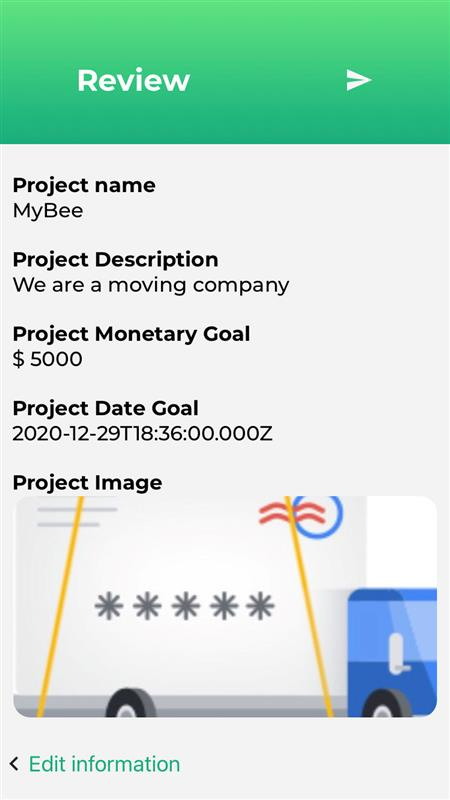 Review
Project name
MyBee
Project Description
We are a moving company
Project Monetary Goal
$ 5000
Project Date Goal
2020-12-29T18:36:00.000Z
Project Image
*****
Edit information